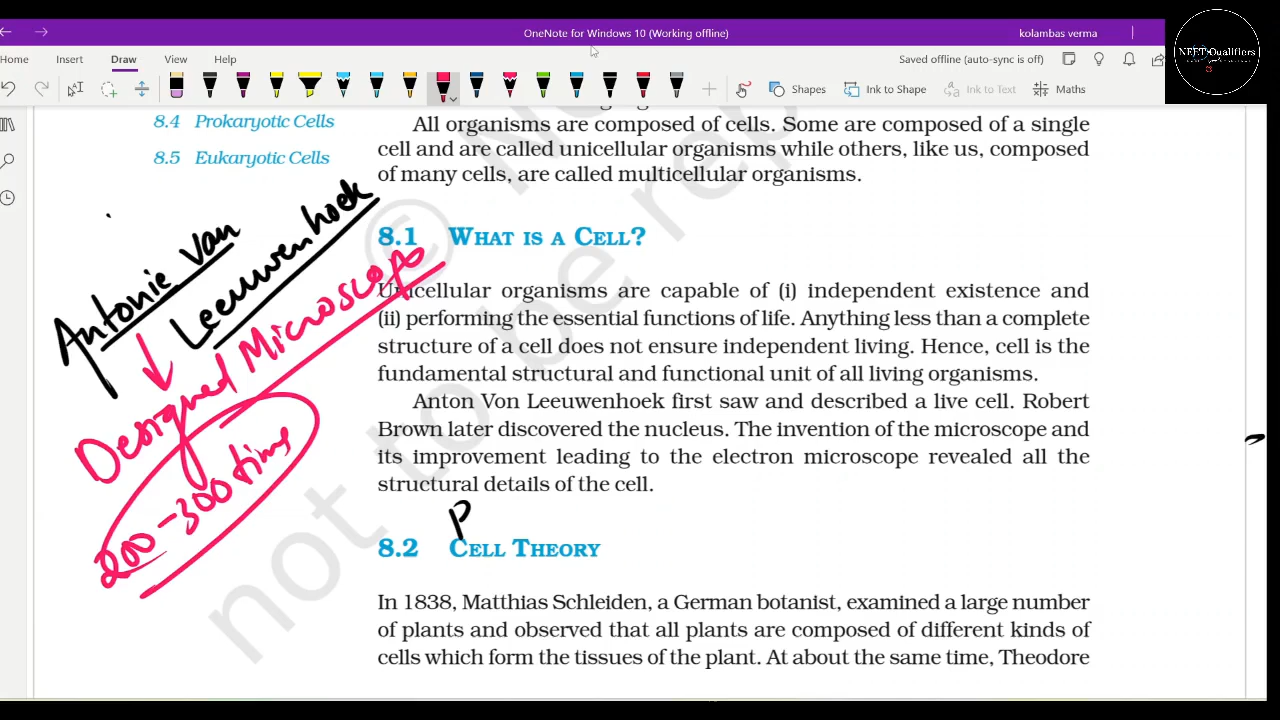 OneNote for Windows 10 (Working offline)
kolambas verma
NEET Qualifiers
Home Insert Draw View Help
Saved offline (auto-sync is off)
Shapes Ink to Shape Ink to Text Maths
8.4 Prokaryotic Cells
8.5 Eukaryotic Cells
All organisms are composed of cells. Some are composed of a single
cell and are called unicellular organisms while others, like us, composed
of many cells, are called multicellular organisms.
8.1 WHAT IS A CELL?
Unicellular organisms are capable of (i) independent existence and
(ii) performing the essential functions of life. Anything less than a complete
structure of a cell does not ensure independent living. Hence, cell is the
fundamental structural and functional unit of all living organisms.
Anton Von Leeuwenhoek first saw and described a live cell. Robert
Brown later discovered the nucleus. The invention of the microscope and
its improvement leading to the electron microscope revealed all the
structural details of the cell.
P
8.2 CELL THEORY
In 1838, Matthias Schleiden, a German botanist, examined a large number
of plants and observed that all plants are composed of different kinds of
cells which form the tissues of the plant. At about the same time, Theodore
Antonie Van
Leeuwenhoek
Designed Microscope
200-300 time
not to be rep